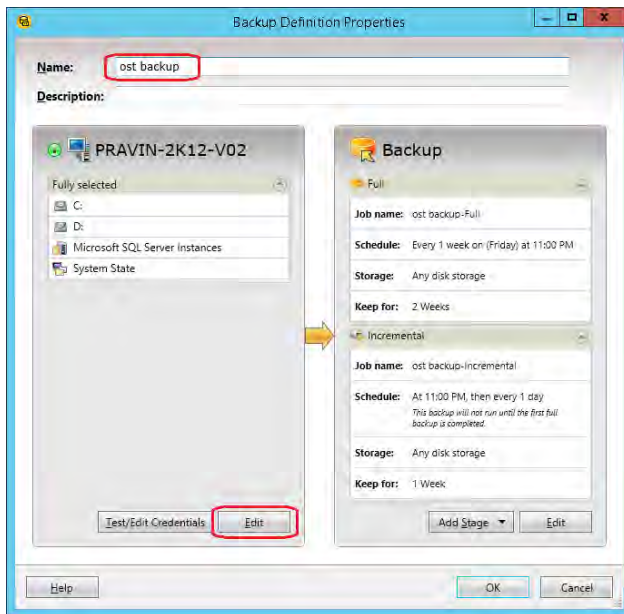 Backup Definition Properties
Name: ost backup
Description:
PRAVIN-2K12-V02
Fully selected
C:
D:
Microsoft SQL Server Instances
System State
Test/Edit Credentials
Edit
Backup
Full
Job name: ost backup-Full
Schedule: Every 1 week on (Friday) at 11:00 PM
Storage: Any disk storage
Keep for: 2 Weeks
Incremental
Job name: ost backup-Incremental
Schedule: At 11:00 PM, then every 1 day
This backup will not run until the first full
backup is completed.
Storage: Any disk storage
Keep for: 1 Week
Add Stage
Edit
Help
OK
Cancel